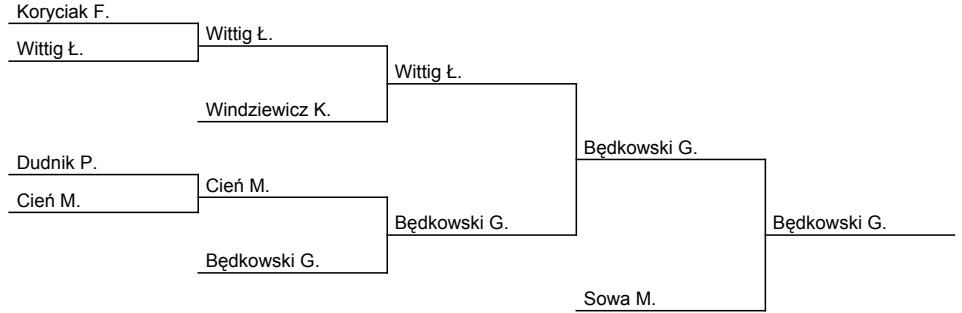 Koryciak F.
Wittig Ł.
Wittig Ł.
Wittig Ł.
Windziewicz K.
Będkowski G.
Dudnik P.
Cień M.
Cień M.
Będkowski G.
Będkowski G.
Będkowski G.
Sowa M.